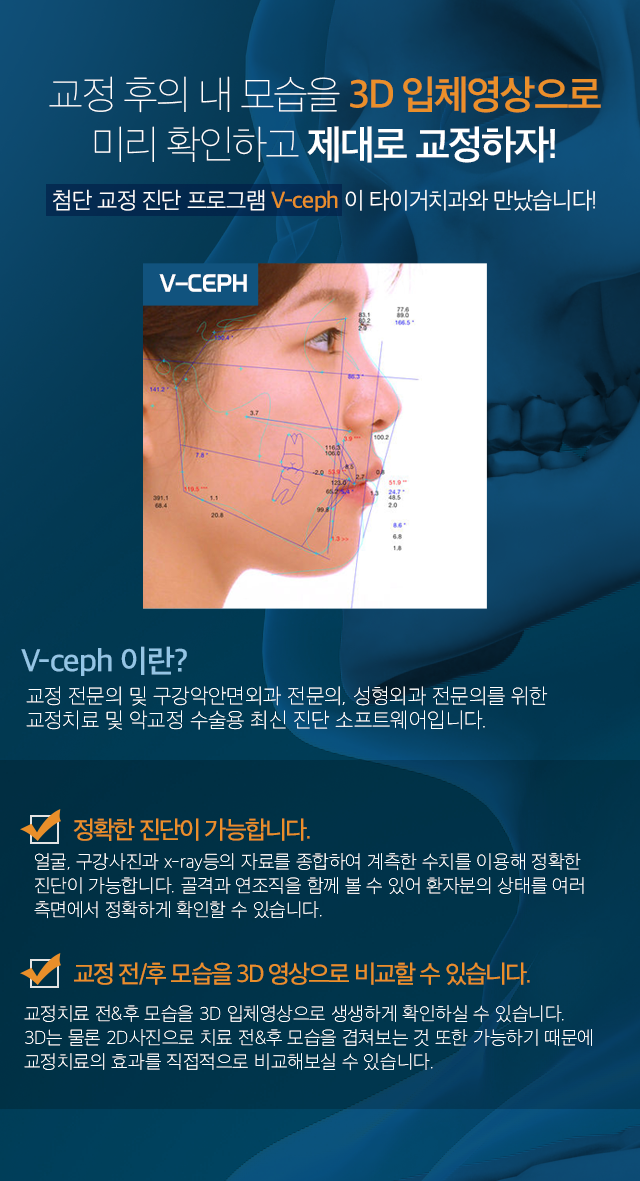 교정 후의 내 모습을 3D 입체영상으로
미리 확인하고 제대로 교정하자!
첨단 교정 진단 프로그램 V-ceph 이 타이거치과와 만났습니다!
V-CEPH
83.1
80.2
2.9
77.6
89.0
166.5 °
86.3 °
141.2 °
3.7
3.8 ***
100.2
116.3
106.0
7.8 °
-2.0
4.5
2.7
0.8
123.0
65.2
119.5 ***
51.9 **
24.7 °
48.5
2.0
1.3
391.1
68.4
1.1
20.8
99.8
8.6 °
6.8
1.8
V-ceph 이란?
교정 전문의 및 구강악안면외과 전문의, 성형외과 전문의를 위한
교정치료 및 악교정 수술용 최신 진단 소프트웨어입니다.
정확한 진단이 가능합니다.
얼굴, 구강사진과 x-ray등의 자료를 종합하여 계측한 수치를 이용해 정확한
진단이 가능합니다. 골격과 연조직을 함께 볼 수 있어 환자분의 상태를 여러
측면에서 정확하게 확인할 수 있습니다.
교정 전/후 모습을 3D 영상으로 비교할 수 있습니다.
교정치료 전&후 모습을 3D 입체영상으로 생생하게 확인하실 수 있습니다.
3D는 물론 2D사진으로 치료 전&후 모습을 겹쳐보는 것 또한 가능하기 때문에
교정치료의 효과를 직접적으로 비교해보실 수 있습니다.